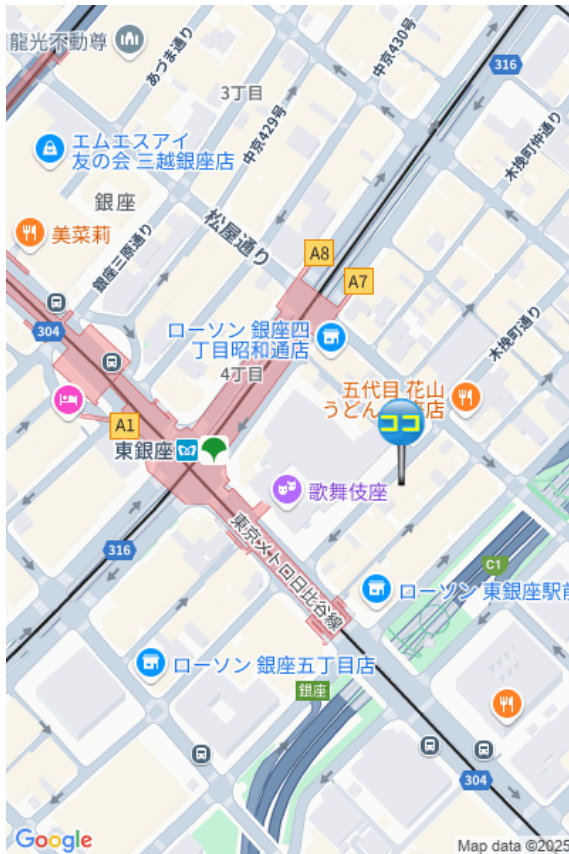 龍光不動尊
あづま通り
3丁目
中京430号
316
エムエスアイ
友の会 三越銀座店
中京429号
木挽町仲通り
銀座
美菜莉
銀座三原通り
松屋通り
A8
A7
304
ローソン 銀座四
丁目昭和通店
4丁目
木挽町通り
五代目 花山
うどん
店
ココ
A1
東銀座
歌舞伎座
東京メトロ日比谷線
316
C1
ローソン 東銀座駅前
ローソン 銀座五丁目店
銀座
304
Google
Map data ©2025